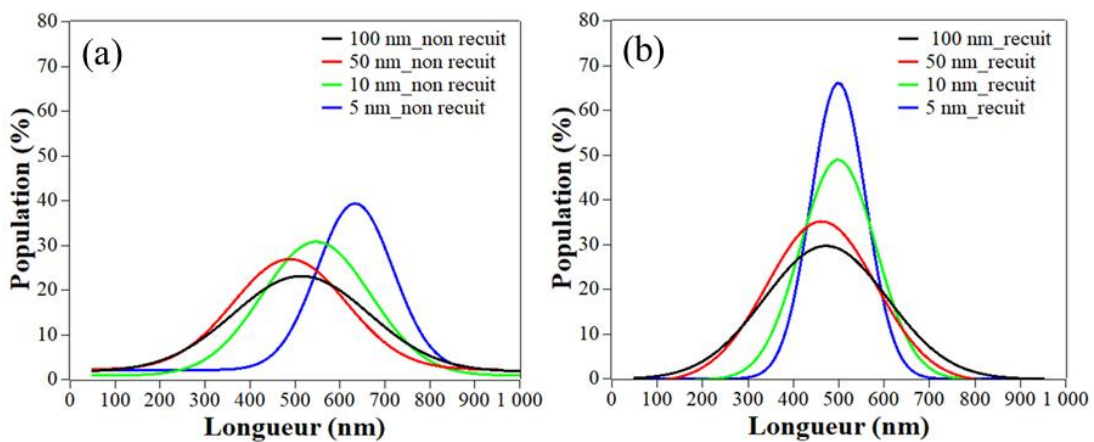 (a)
100 nm_non recuit
50 nm_non recuit
10 nm_non recuit
5 nm_non recuit
Population (%)
80
70
60
50
40
30
20
10
0
0 100 200 300 400 500 600 700 800 900 1 000
Longueur (nm)
(b)
100 nm_recuit
50 nm_recuit
10 nm_recuit
5 nm_recuit
Population (%)
80
70
60
50
40
30
20
10
0
0 100 200 300 400 500 600 700 800 900 1 000
Longueur (nm)